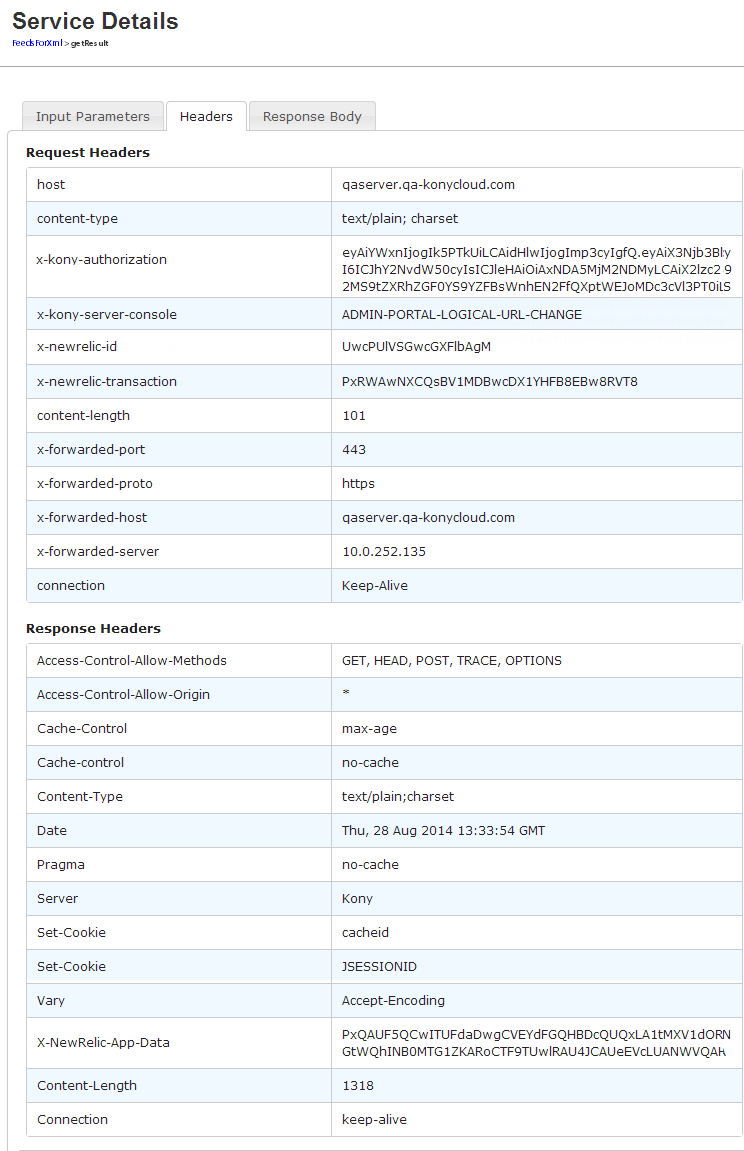 Service Details
FeedsForXml > getResult
Input Parameters Headers Response Body
Request Headers
host qaserver.qa-konycloud.com
content-type text/plain; charset
x-kony-authorization eyAiYWxnIjogIk5PTkUiLCAidHlwIjogImp3cyIgfQ.eyAiX3Njb3BlIjogI
I6ICJhY2NvdW50cyIsICJleHAiOiAxNDA5MjM2NDMyLCAiX2lzc2 9
2MS9tZXRhZGF0YS9YZFBsWnhEN2FfQXptWEJoMDc3cVl3PT0iLS
x-kony-server-console ADMIN-PORTAL-LOGICAL-URL-CHANGE
x-newrelic-id UwcPUlVSGwcGXFlbAgM
x-newrelic-transaction PxRWAwNXCQsBV1MDBwcDX1YHFB8EBw8RVT8
content-length 101
x-forwarded-port 443
x-forwarded-proto https
x-forwarded-host qaserver.qa-konycloud.com
x-forwarded-server 10.0.252.135
connection Keep-Alive
Response Headers
Access-Control-Allow-Methods GET, HEAD, POST, TRACE, OPTIONS
Access-Control-Allow-Origin *
Cache-Control max-age
Cache-control no-cache
Content-Type text/plain;charset
Date Thu, 28 Aug 2014 13:33:54 GMT
Pragma no-cache
Server Kony
Set-Cookie cacheid
Set-Cookie JSESSIONID
Vary Accept-Encoding
X-NewRelic-App-Data PxQAUF5QCwITUFdaDwgCVEYdFGQHBDcQUQxLA1tMXV1dORN
GtWQhINB0MTG1ZKARoCTF9TUwlRAU4JCAUeEVcLUANWVQAK
Content-Length 1318
Connection keep-alive